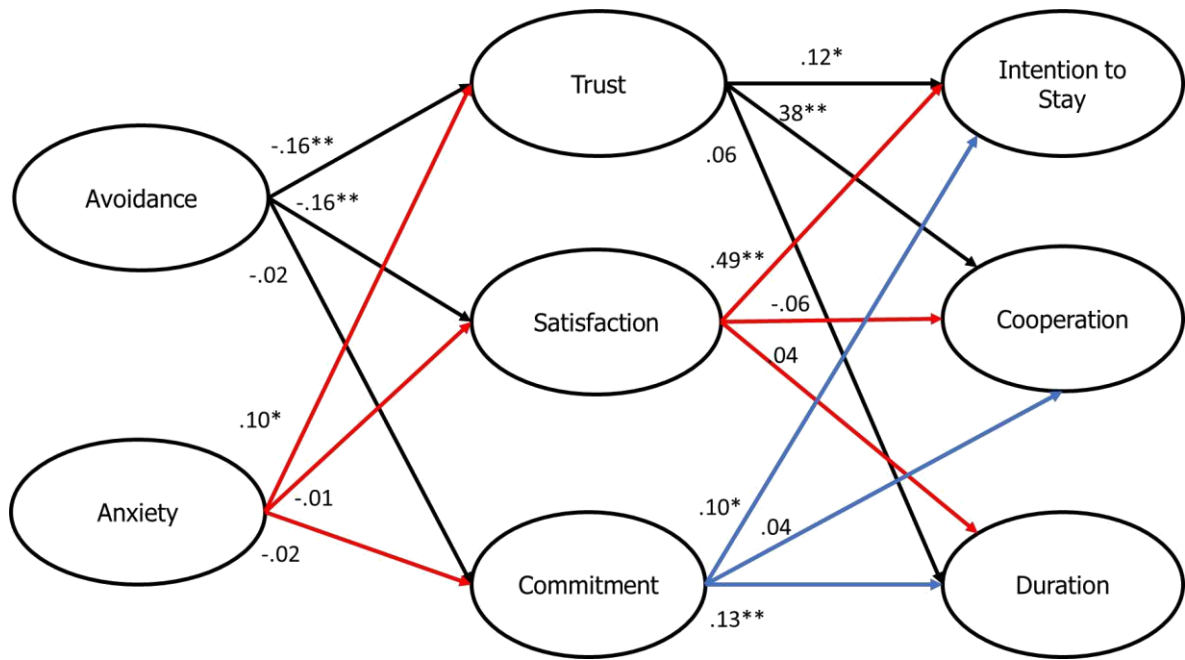 Trust
.12*
Intention to
Stay
38**
-.16**
.06
Avoidance
-.16**
-.02
.49**
-.06
Satisfaction
Cooperation
.04
.10*
-.01
.10*
.04
Anxiety
-.02
Commitment
Duration
.13**